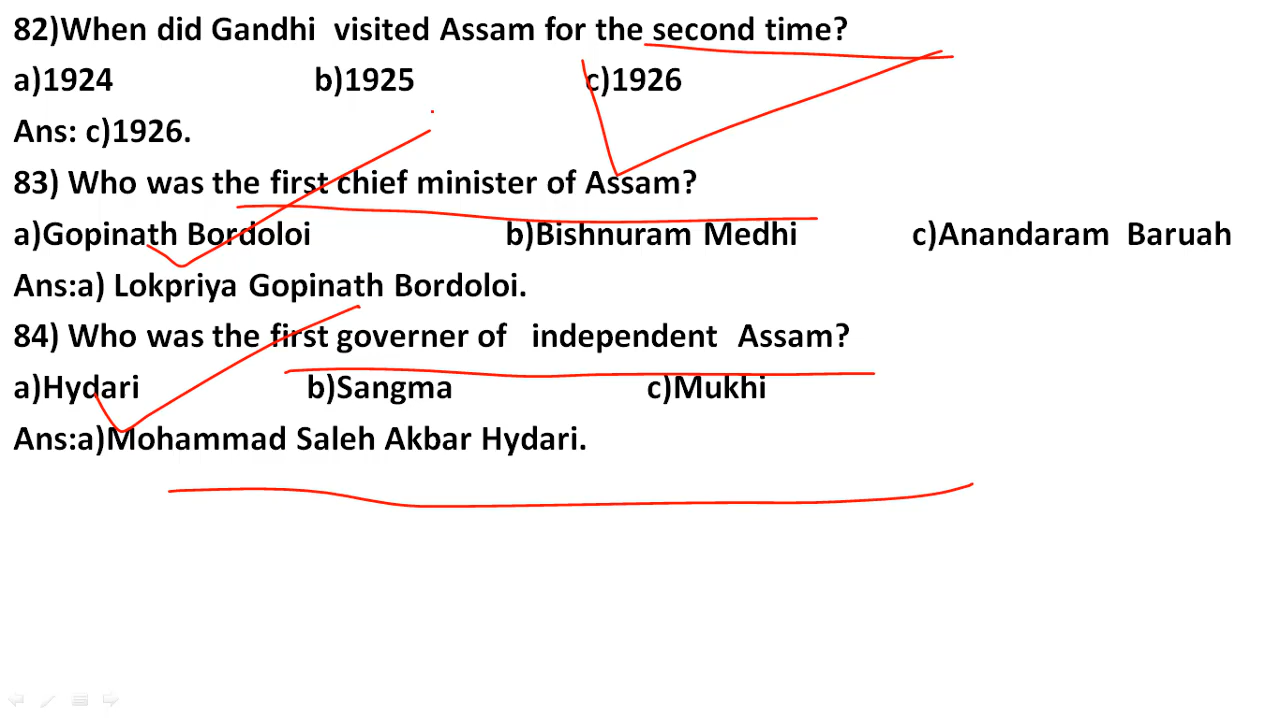 82)When did Gandhi visited Assam for the second time?
a)1924 b)1925 c)1926
Ans: c)1926.
83) Who was the first chief minister of Assam?
a)Gopinath Bordoloi b)Bishnuram Medhi c)Anandaram Baruah
Ans:a) Lokpriya Gopinath Bordoloi.
84) Who was the first governer of independent Assam?
a)Hydari b)Sangma c)Mukhi
Ans:a)Mohammad Saleh Akbar Hydari.